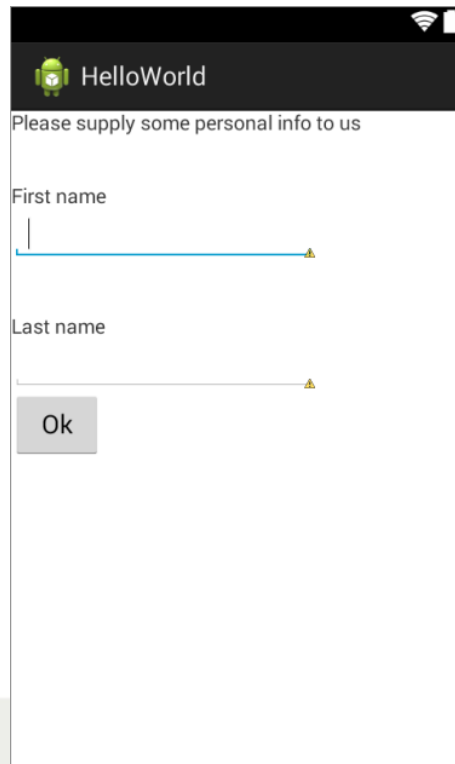 HelloWorld
Please supply some personal info to us
First name
Last name
Ok